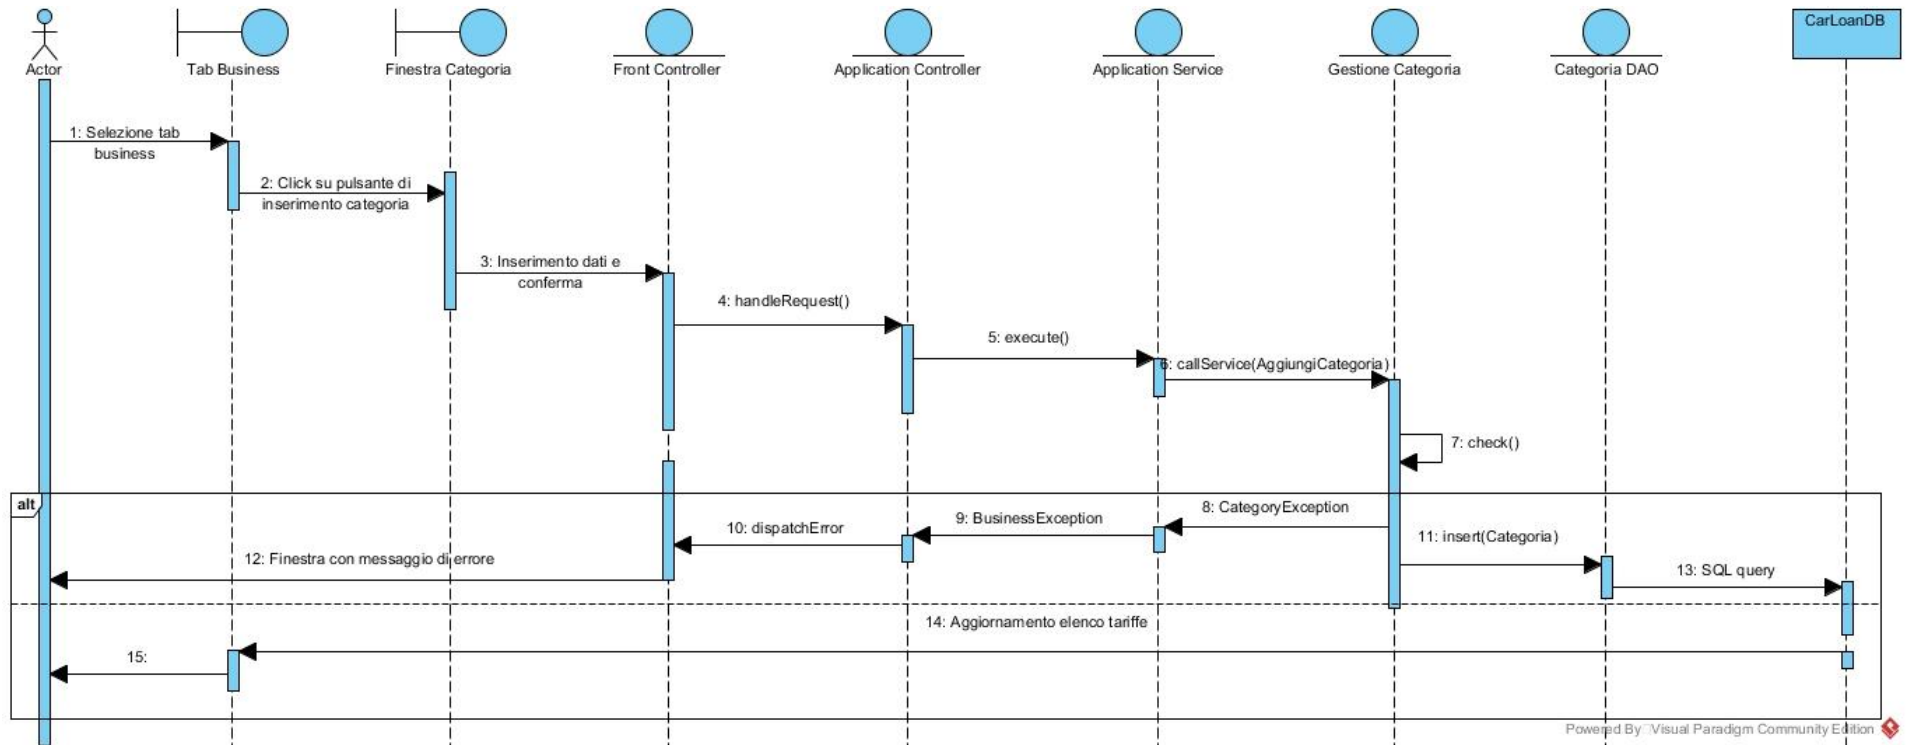 Actor
Tab Business
Finestra Categoria
Front Controller
Application Controller
Application Service
Gestione Categoria
Categoria DAO
CarLoanDB
1: Selezione tab
business
2: Click su pulsante di
inserimento categoria
3: Inserimento dati e
conferma
4: handleRequest()
5: execute()
6: callService(AggiungiCategoria)
7: check()
alt
8: CategoryException
9: BusinessException
10: dispatchError
11: insert(Categoria)
12: Finestra con messaggio di errore
13: SQL query
14: Aggiornamento elenco tariffe
15:
Powered By Visual Paradigm Community Edition